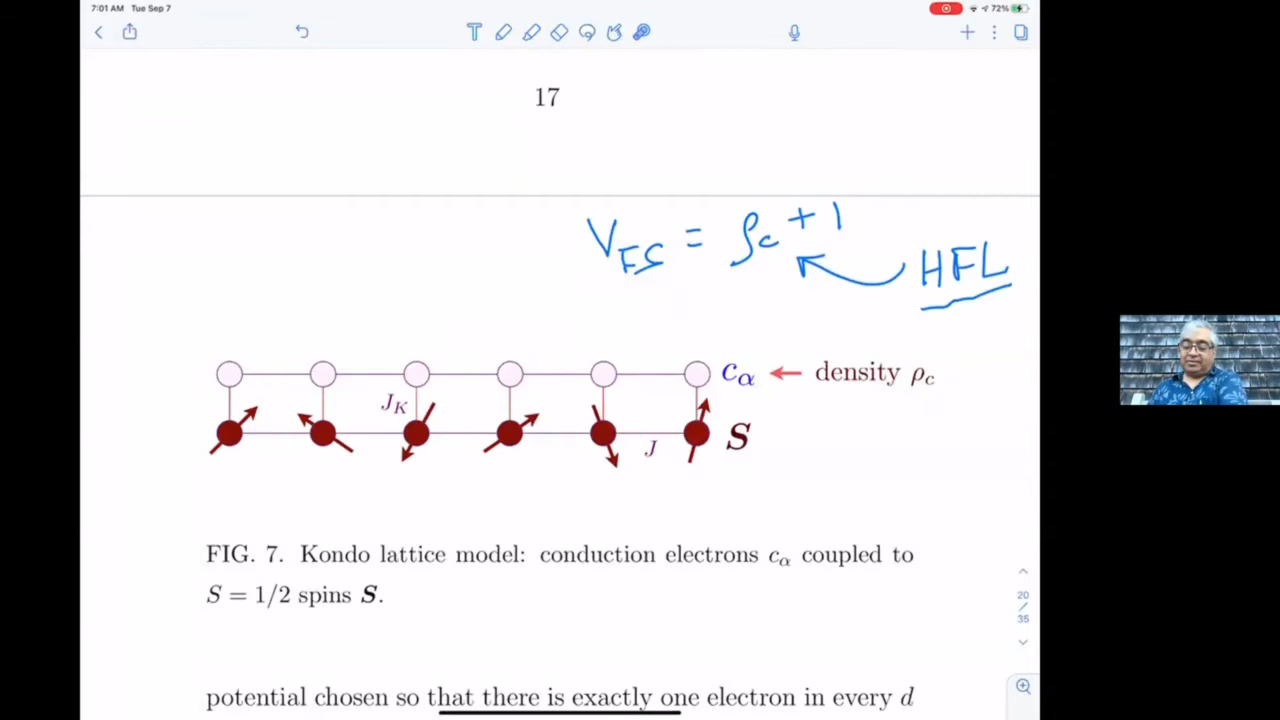 7:01 AM Tue Sep 7
72%
T
17
V_FS = ρ_c + 1
HFL
c_α ← density ρ_c
J_K
J
S
FIG. 7. Kondo lattice model: conduction electrons c_α coupled to
S = 1/2 spins S.
20
/
35
potential chosen so that there is exactly one electron in every d